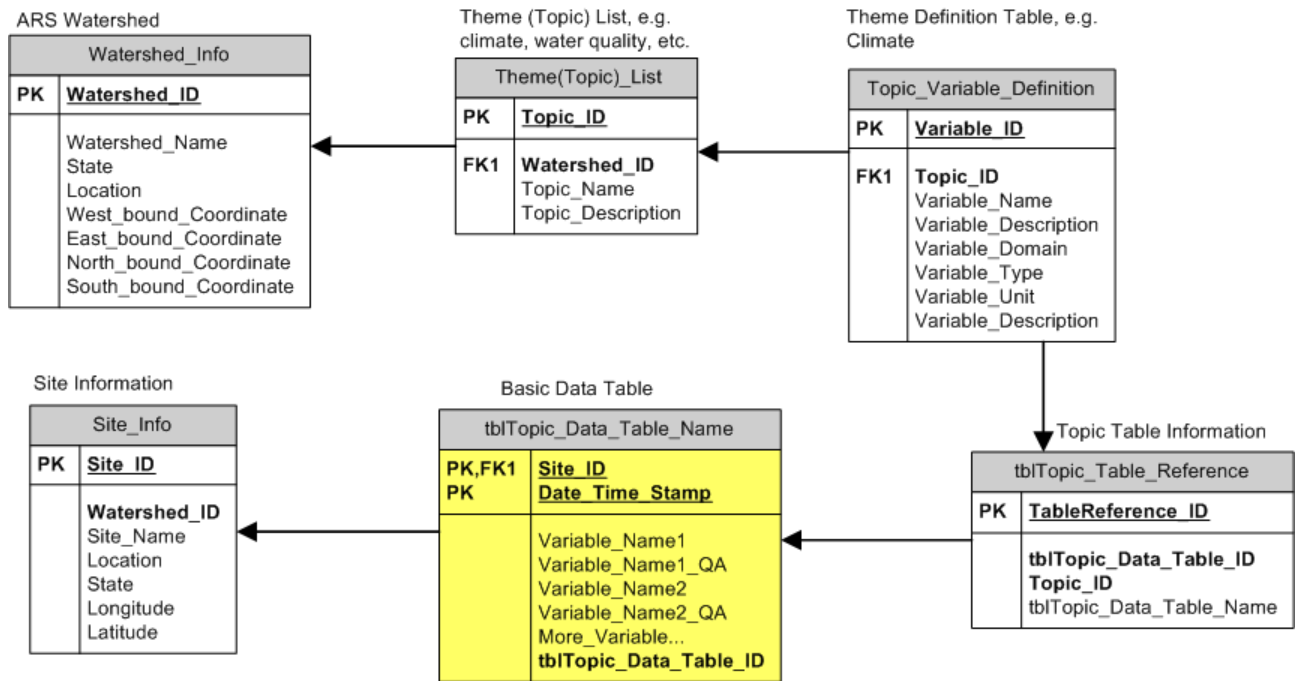 ARS Watershed
Watershed_Info
PK Watershed_ID
Watershed_Name
State
Location
West_bound_Coordinate
East_bound_Coordinate
North_bound_Coordinate
South_bound_Coordinate
Theme (Topic) List, e.g.
climate, water quality, etc.
Theme(Topic)_List
PK Topic_ID
FK1 Watershed_ID
Topic_Name
Topic_Description
Theme Definition Table, e.g.
Climate
Topic_Variable_Definition
PK Variable_ID
FK1 Topic_ID
Variable_Name
Variable_Description
Variable_Domain
Variable_Type
Variable_Unit
Variable_Description
Site Information
Site_Info
PK Site_ID
Watershed_ID
Site_Name
Location
State
Longitude
Latitude
Basic Data Table
tblTopic_Data_Table_Name
PK,FK1 Site_ID
PK Date_Time_Stamp
Variable_Name1
Variable_Name1_QA
Variable_Name2
Variable_Name2_QA
More_Variable...
tblTopic_Data_Table_ID
Topic Table Information
tblTopic_Table_Reference
PK TableReference_ID
tblTopic_Data_Table_ID
Topic_ID
tblTopic_Data_Table_Name